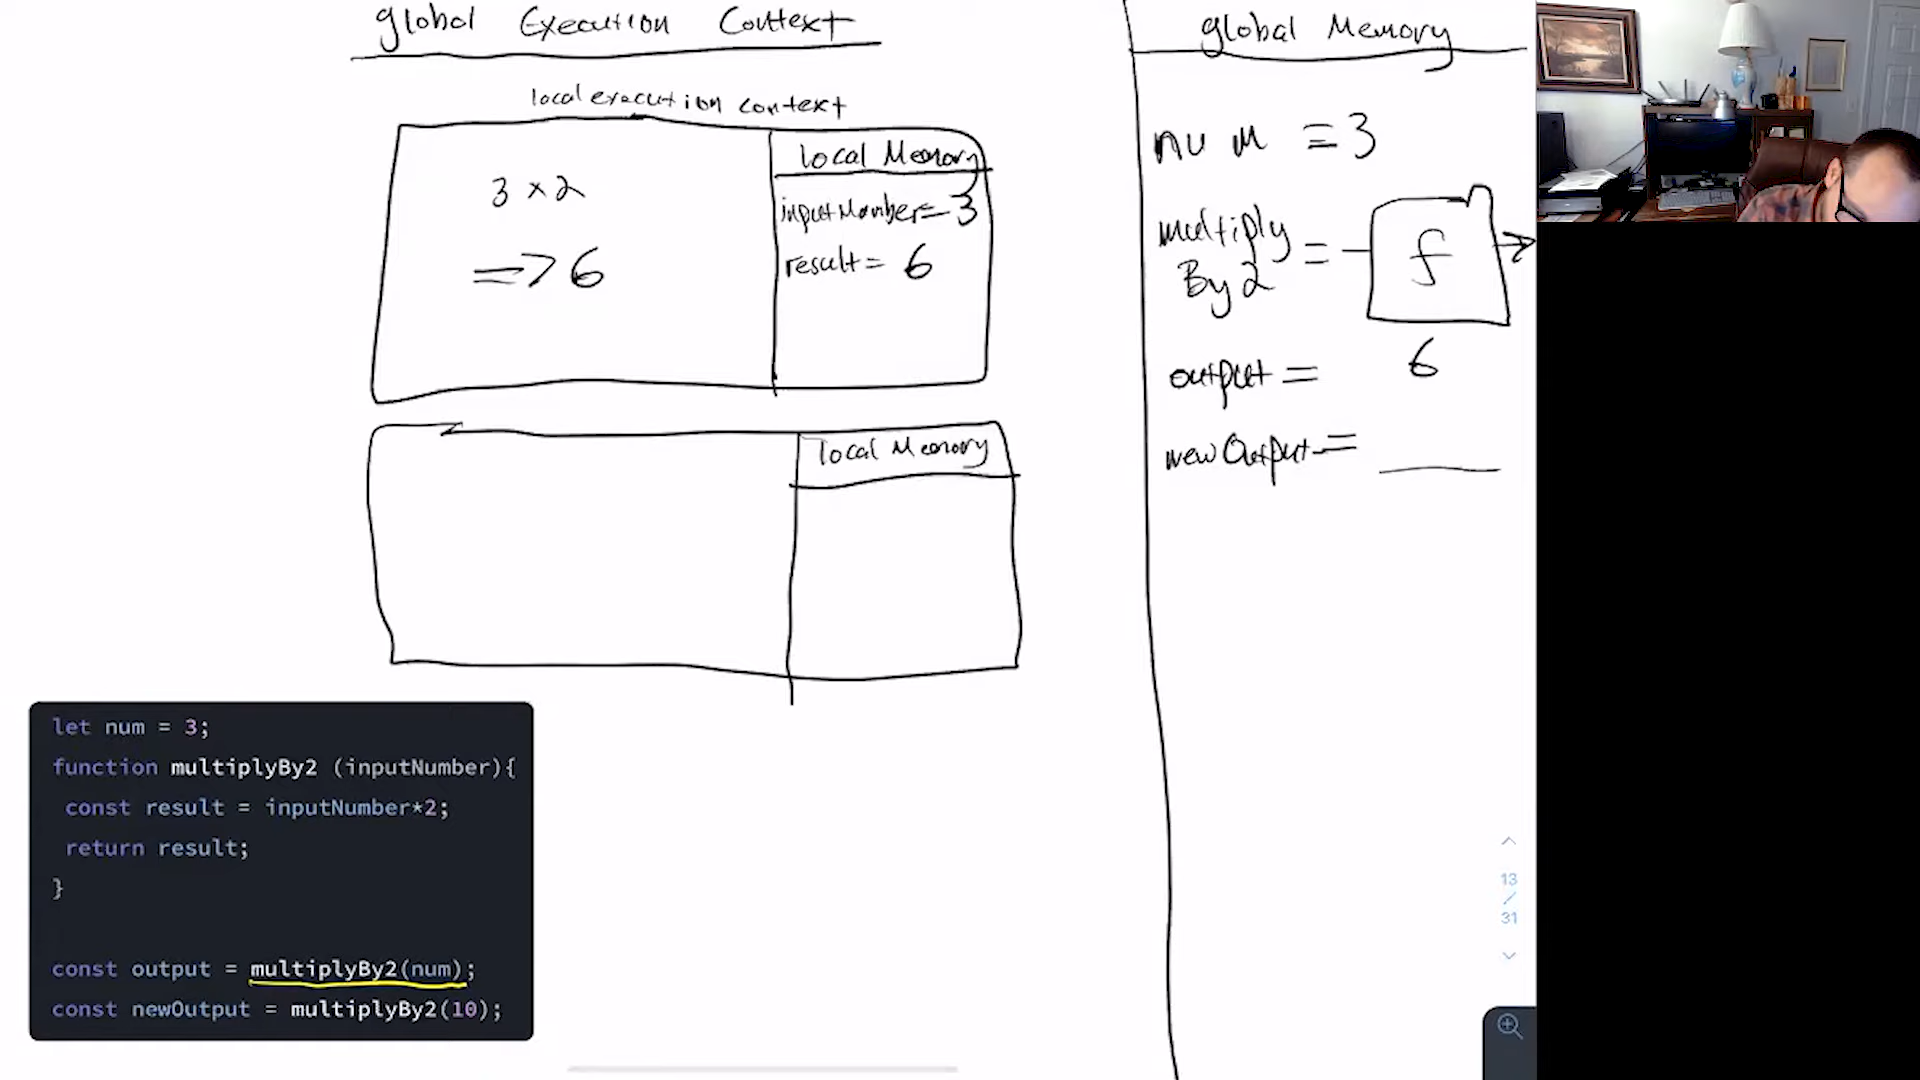 global Execution Context
local execution context
local Memory
3 × 2
inputNumber = 3
=> 6
result = 6
local Memory
global Memory
num = 3
multiply
By 2 =
f
output = 6
newOutput =
let num = 3;
function multiplyBy2 (inputNumber){
const result = inputNumber*2;
return result;
}
const output = multiplyBy2(num);
const newOutput = multiplyBy2(10);
13
/
31